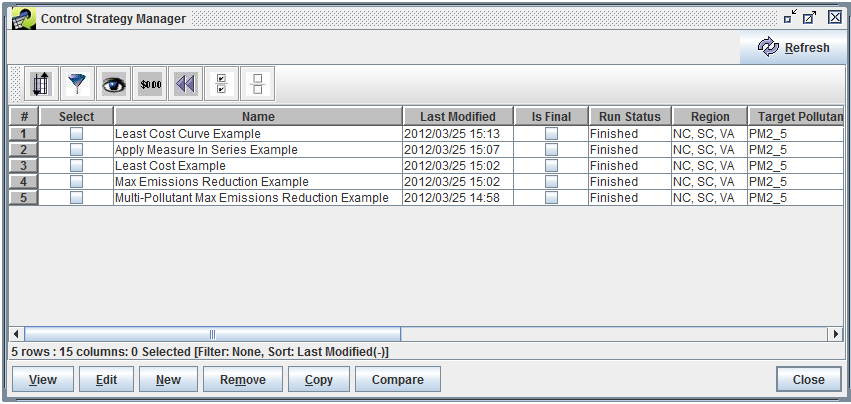 Control Strategy Manager
Refresh
$0.00
# Select Name Last Modified Is Final Run Status Region Target Pollutan
1 Least Cost Curve Example 2012/03/25 15:13 Finished NC, SC, VA PM2_5
2 Apply Measure In Series Example 2012/03/25 15:07 Finished NC, SC, VA PM2_5
3 Least Cost Example 2012/03/25 15:02 Finished NC, SC, VA PM2_5
4 Max Emissions Reduction Example 2012/03/25 15:02 Finished NC, SC, VA PM2_5
5 Multi-Pollutant Max Emissions Reduction Example 2012/03/25 14:58 Finished NC, SC, VA PM2_5
5 rows : 15 columns: 0 Selected [Filter: None, Sort: Last Modified(-)]
View Edit New Remove Copy Compare Close